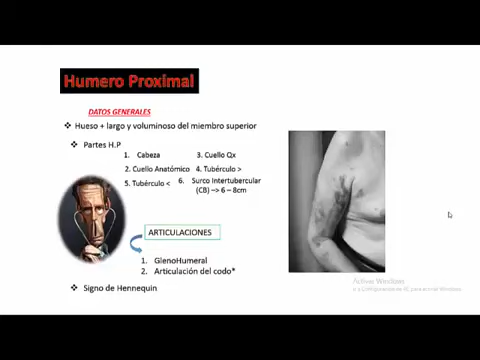 Humero Proximal
DATOS GENERALES
❖ Hueso + largo y voluminoso del miembro superior
❖ Partes H.P
1. Cabeza 3. Cuello Qx
2. Cuello Anatómico 4. Tubérculo >
5. Tubérculo < 6. Surco Intertubercular
(CB) –> 6 – 8cm
ARTICULACIONES
1. GlenoHumeral
2. Articulación del codo*
❖ Signo de Hennequin
Activar Windows